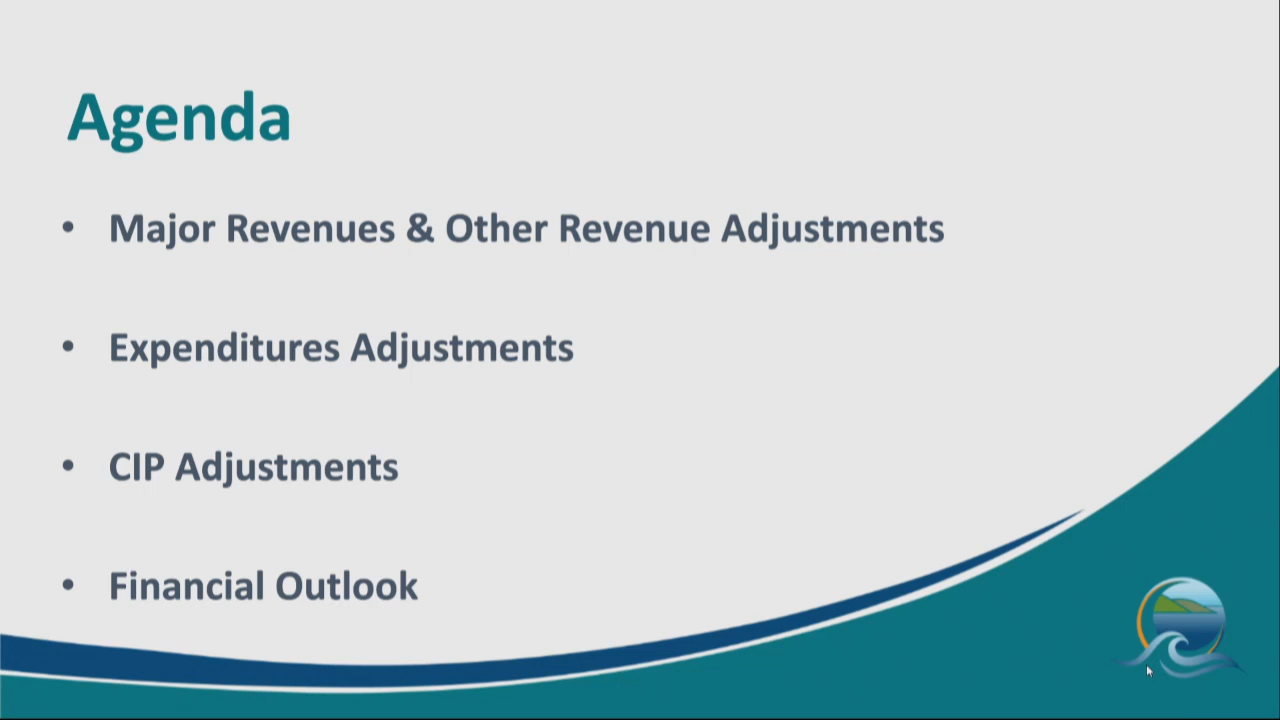 Agenda
• Major Revenues & Other Revenue Adjustments
• Expenditures Adjustments
• CIP Adjustments
• Financial Outlook